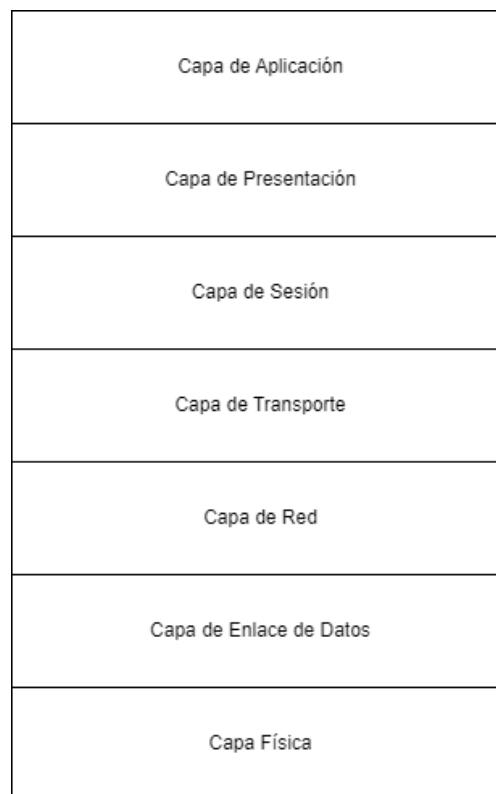 Capa de Aplicación
Capa de Presentación
Capa de Sesión
Capa de Transporte
Capa de Red
Capa de Enlace de Datos
Capa Física